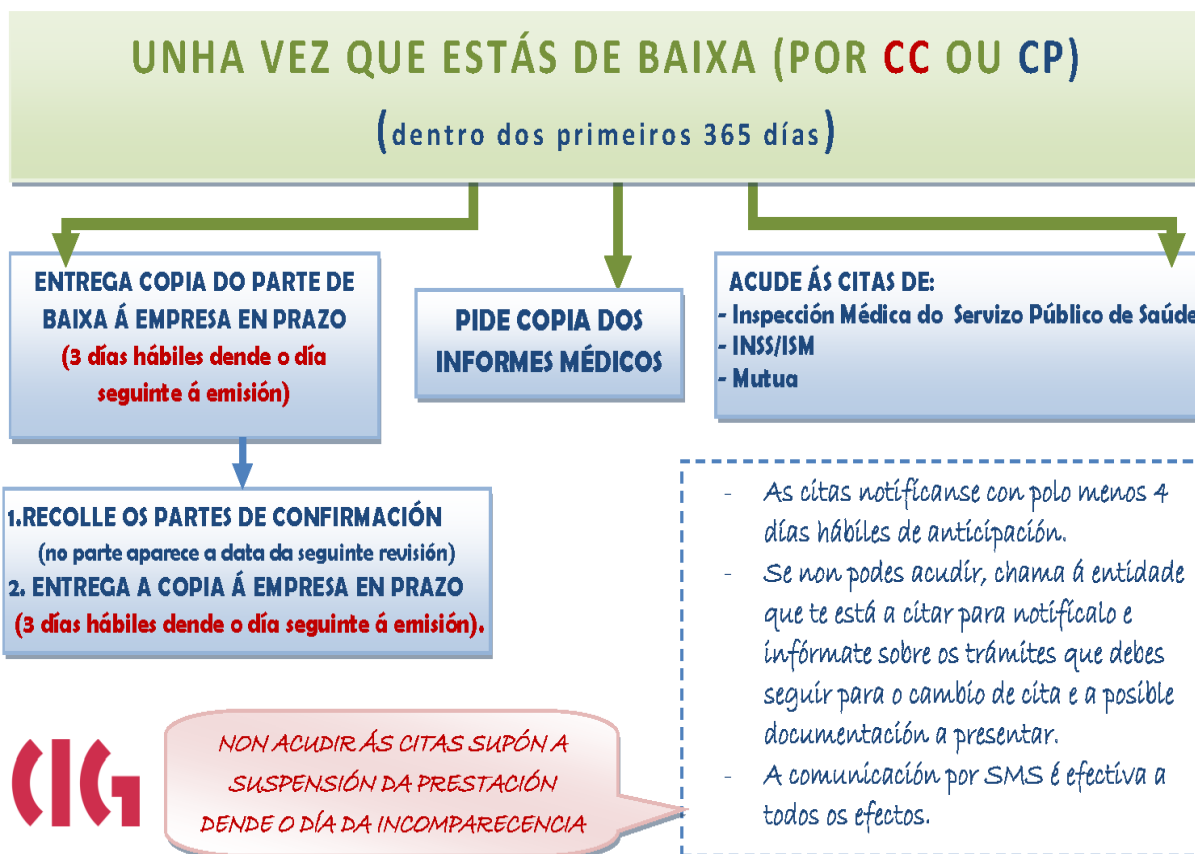 UNHA VEZ QUE ESTÁS DE BAIXA (POR CC OU CP)
(dentro dos primeiros 365 días)
ENTREGA COPIA DO PARTE DE
BAIXA Á EMPRESA EN PRAZO
(3 días hábiles dende o día
seguinte á emisión)
PIDE COPIA DOS
INFORMES MÉDICOS
ACUDE ÁS CITAS DE:
- Inspección Médica do Servizo Público de Saúde
- INSS/ISM
- Mutua
1.RECOLLE OS PARTES DE CONFIRMACIÓN
(no parte aparece a data da seguinte revisión)
2. ENTREGA A COPIA Á EMPRESA EN PRAZO
(3 días hábiles dende o día seguinte á emisión).
- As citas notifícanse con polo menos 4
días hábiles de anticipación.
- Se non podes acudir, chama á entidade
que te está a citar para notifícalo e
infórmate sobre os trámites que debes
seguir para o cambio de cita e a posible
documentación a presentar.
- A comunicación por SMS é efectiva a
todos os efectos.
CIG
NON ACUDIR ÁS CITAS SUPÓN A
SUSPENSIÓN DA PRESTACIÓN
DENDE O DÍA DA INCOMPARECENCIA